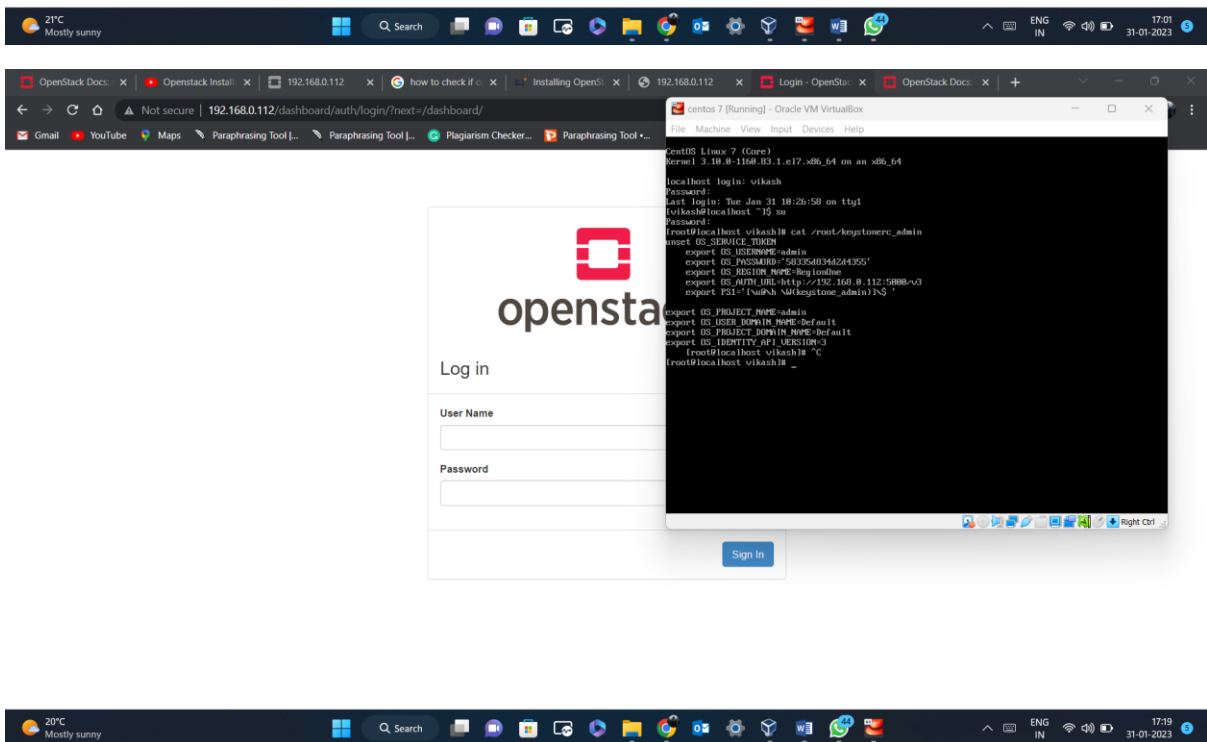 21°C
Mostly sunny
Search
44
ENG
IN
17:01
31-01-2023
5
OpenStack Docs:
Openstack Install
192.168.0.112
how to check if o
Installing OpenS
192.168.0.112
Login - OpenStac
OpenStack Docs:
Not secure | 192.168.0.112/dashboard/auth/login/?next=/dashboard/
Gmail
YouTube
Maps
Paraphrasing Tool |...
Paraphrasing Tool |...
Plagiarism Checker...
Paraphrasing Tool •...
centos 7 [Running] - Oracle VM VirtualBox
File Machine View Input Devices Help
CentOS Linux 7 (Core)
Kernel 3.10.0-1160.83.1.el7.x86_64 on an x86_64
localhost login: vikash
Password:
Last login: Tue Jan 31 10:26:58 on tty1
[vikash@localhost ~]$ su
Password:
[root@localhost vikash]# cat /root/keystonerc_admin
unset OS_SERVICE_TOKEN
export OS_USERNAME=admin
export OS_PASSWORD='58335d834d2d4355'
export OS_REGION_NAME=RegionOne
export OS_AUTH_URL=http://192.168.0.112:5000/v3
export PS1='[\u@\h \W(keystone_admin)]\$ '
export OS_PROJECT_NAME=admin
export OS_USER_DOMAIN_NAME=Default
export OS_PROJECT_DOMAIN_NAME=Default
export OS_IDENTITY_API_VERSION=3
[root@localhost vikash]# ^C
[root@localhost vikash]# _
Right Ctrl
opensta
Log in
User Name
Password
Sign In
20°C
Mostly sunny
Search
44
ENG
IN
17:19
31-01-2023
5